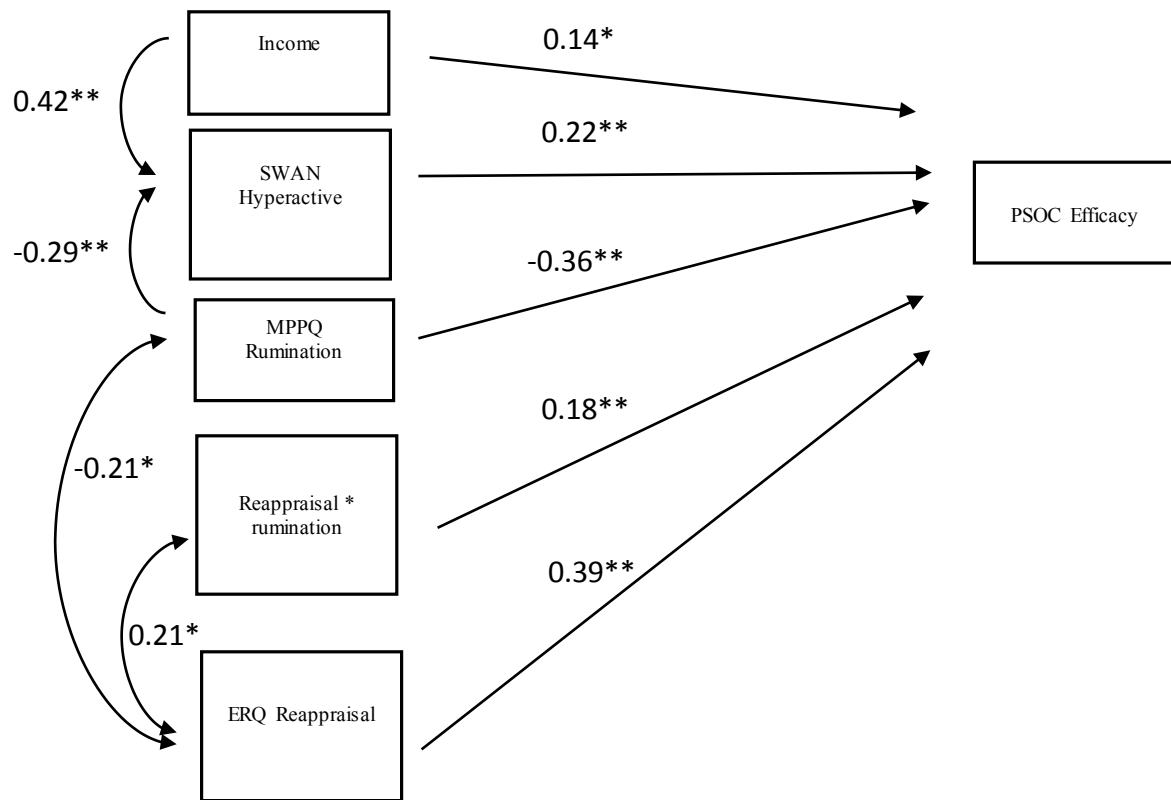 Income
0.14*
0.42**
0.22**
SWAN
Hyperactive
PSOC Efficacy
-0.29**
-0.36**
MPPQ
Rumination
0.18**
-0.21*
Reappraisal *
rumination
0.39**
0.21*
ERQ Reappraisal